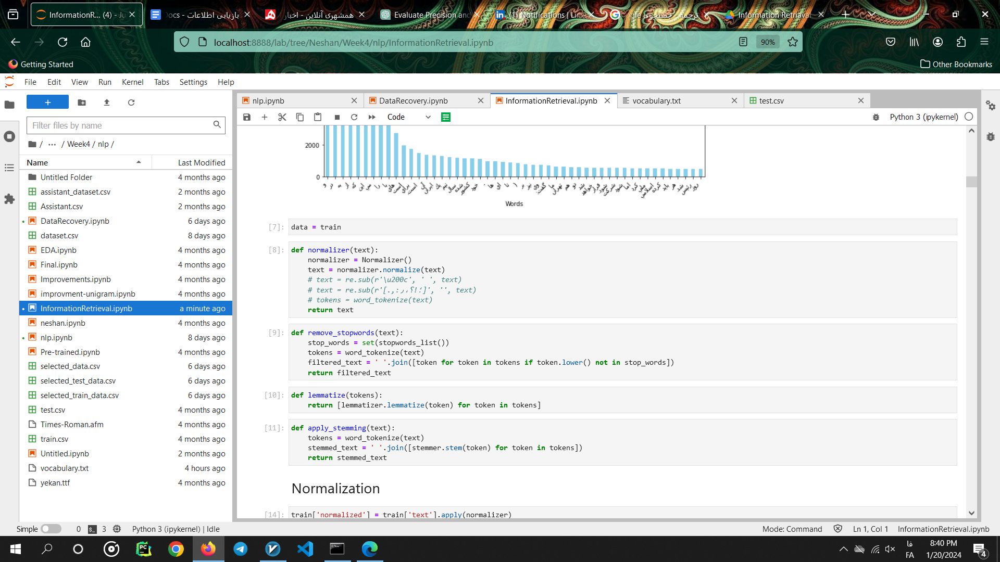 InformationR... (4) - Ju
بازیابی اطلاعات - Docs
همشهری آنلاین - اخبار
Evaluate Precision and
(1) Notifications | Link
Information Retriaval
localhost:8888/lab/tree/Neshan/Week4/nlp/InformationRetrieval.ipynb
90%
Getting Started
Other Bookmarks
File Edit View Run Kernel Tabs Settings Help
nlp.ipynb
DataRecovery.ipynb
InformationRetrieval.ipynb
vocabulary.txt
test.csv
Code
Python 3 (ipykernel)
Filter files by name
/ ··· / Week4 / nlp /
Name Last Modified
Untitled Folder 4 months ago
assistant_dataset.csv 2 months ago
Assistant.csv 2 months ago
DataRecovery.ipynb 6 days ago
dataset.csv 8 days ago
EDA.ipynb 4 months ago
Final.ipynb 4 months ago
Improvements.ipynb 4 months ago
improvment-unigram.ipynb 4 months ago
InformationRetrieval.ipynb a minute ago
neshan.ipynb 4 months ago
nlp.ipynb 8 days ago
Pre-trained.ipynb 4 months ago
selected_data.csv 6 days ago
selected_test_data.csv 6 days ago
selected_train_data.csv 6 days ago
test.csv 4 months ago
Times-Roman.afm 4 months ago
train.csv 4 months ago
Untitled.ipynb 2 months ago
vocabulary.txt 4 hours ago
yekan.ttf 4 months ago
2000
0
Words
[7]: data = train
[8]: def normalizer(text):
normalizer = Normalizer()
text = normalizer.normalize(text)
# text = re.sub(r'\u200c', ' ', text)
# tokens = word_tokenize(text)
return text
[9]: def remove_stopwords(text):
stop_words = set(stopwords_list())
tokens = word_tokenize(text)
filtered_text = ' '.join([token for token in tokens if token.lower() not in stop_words])
return filtered_text
[10]: def lemmatize(tokens):
return [lemmatizer.lemmatize(token) for token in tokens]
[11]: def apply_stemming(text):
tokens = word_tokenize(text)
stemmed_text = ' '.join([stemmer.stem(token) for token in tokens])
return stemmed_text
Normalization
[14]: train['normalized'] = train['text'].apply(normalizer)
Simple 0 3 Python 3 (ipykernel) | Idle
Mode: Command Ln 1, Col 1 InformationRetrieval.ipynb
فا
FA
8:40 PM
1/20/2024
4